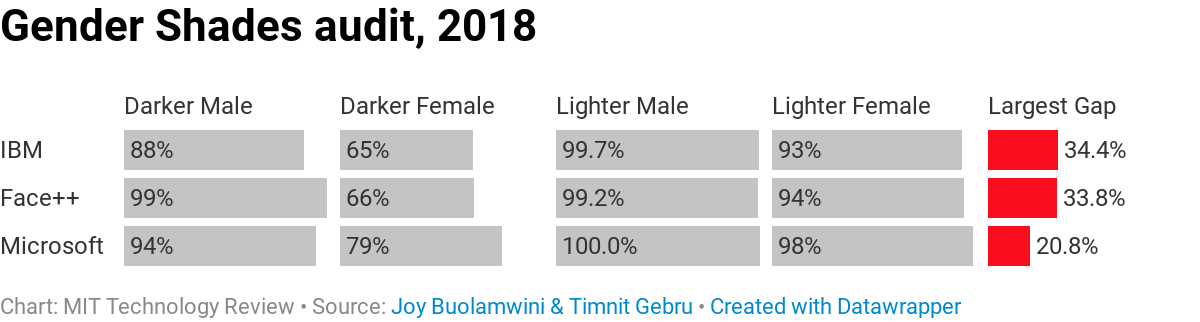 Gender Shades audit, 2018
Darker Male Darker Female Lighter Male Lighter Female Largest Gap
IBM 88% 65% 99.7% 93% 34.4%
Face++ 99% 66% 99.2% 94% 33.8%
Microsoft 94% 79% 100.0% 98% 20.8%
Chart: MIT Technology Review • Source: Joy Buolamwini & Timnit Gebru • Created with Datawrapper